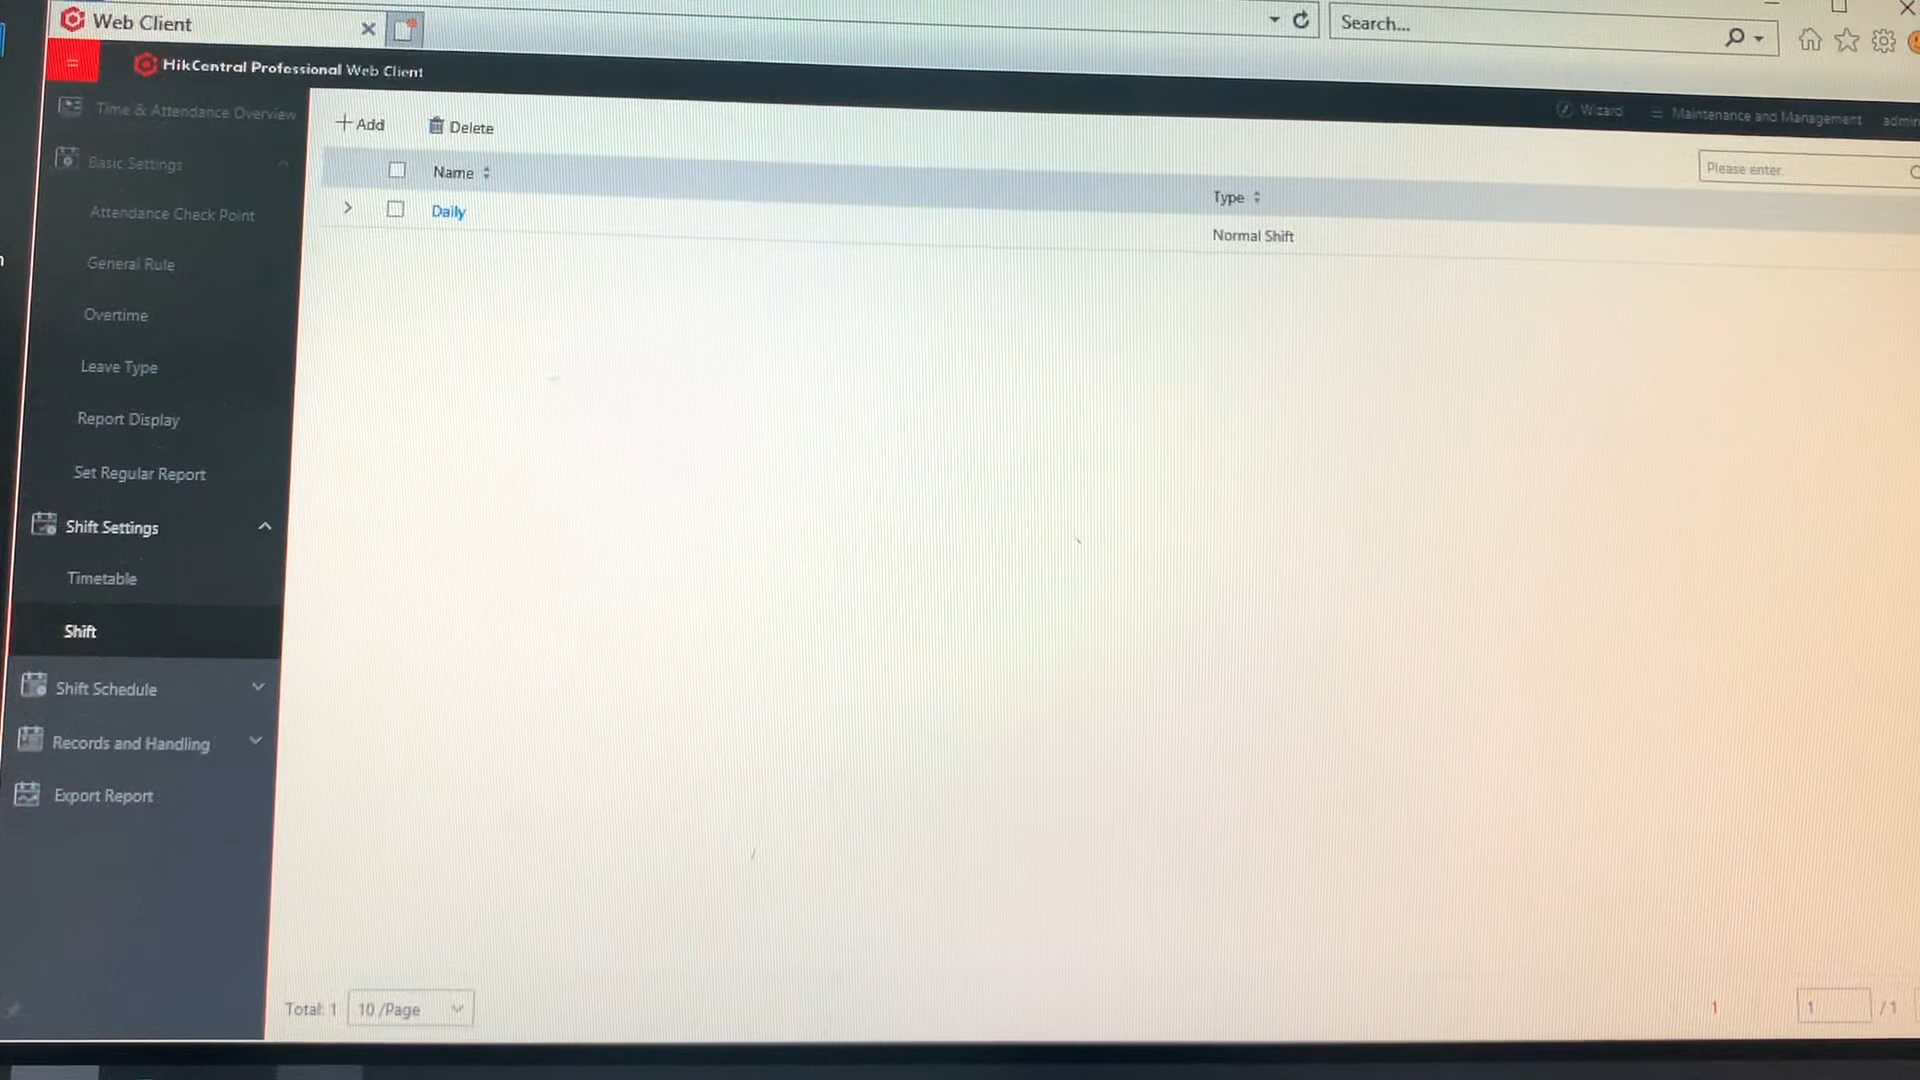 Web Client
Search...
HikCentral Professional Web Client
Wizard
Maintenance and Management
admin
Time & Attendance Overview
Basic Settings
Attendance Check Point
General Rule
Overtime
Leave Type
Report Display
Set Regular Report
Shift Settings
Timetable
Shift
Shift Schedule
Records and Handling
Export Report
Add
Delete
Please enter
Name
Type
Daily
Normal Shift
Total: 1
10 /Page
1
1
/ 1